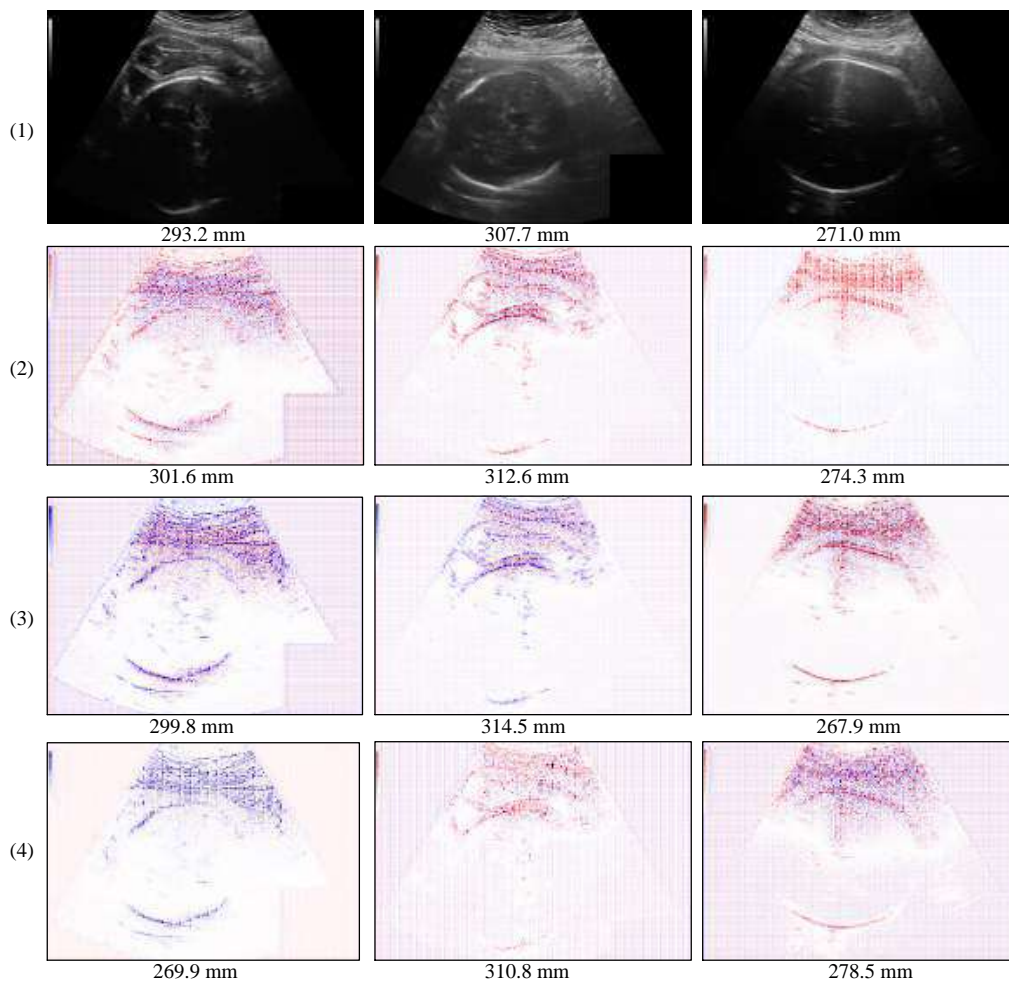 (1)
293.2 mm 307.7 mm 271.0 mm
(2)
301.6 mm 312.6 mm 274.3 mm
(3)
299.8 mm 314.5 mm 267.9 mm
(4)
269.9 mm 310.8 mm 278.5 mm